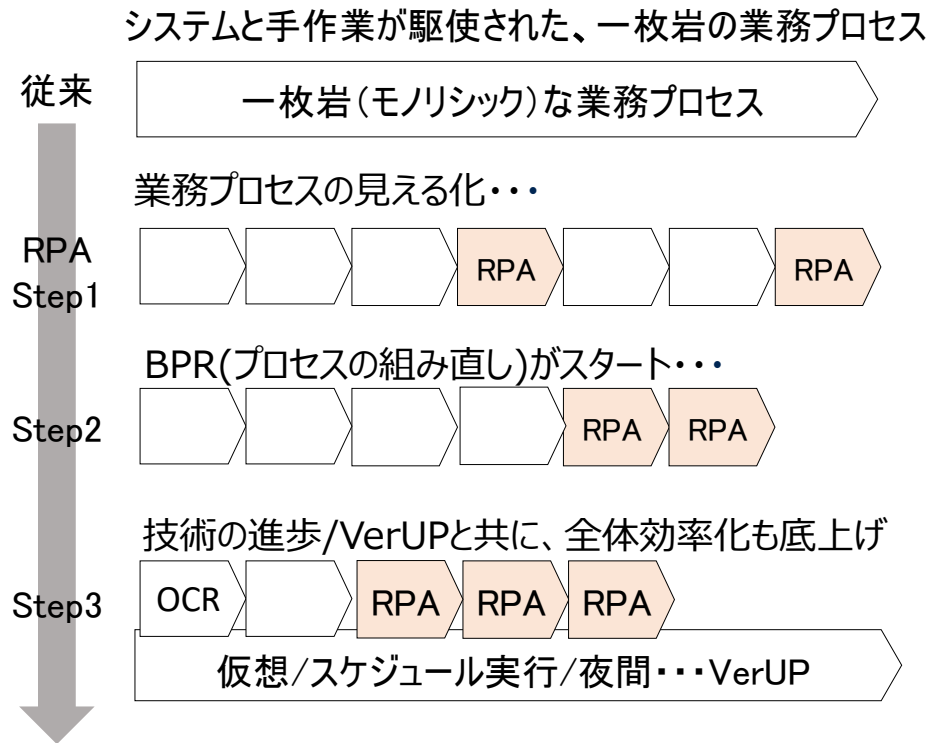 システムと手作業が駆使された、一枚岩の業務プロセス
従来
一枚岩(モノリシック)な業務プロセス
業務プロセスの見える化・・・
RPA
Step1
RPA
RPA
BPR(プロセスの組み直し)がスタート・・・
Step2
RPA
RPA
技術の進歩/VerUPと共に、全体効率化も底上げ
Step3
OCR
RPA
RPA
RPA
仮想/スケジュール実行/夜間・・・VerUP